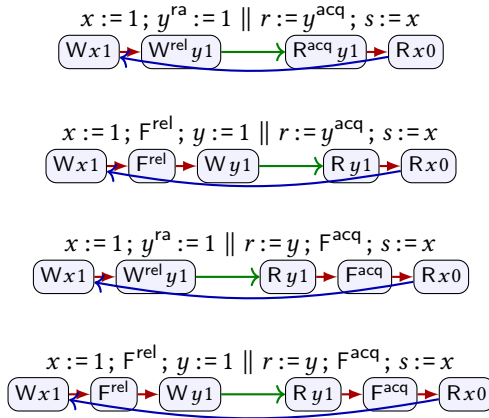 x := 1; y^ra := 1 ∥ r := y^acq; s := x
Wx1 W^rel y1 R^acq y1 Rx0
x := 1; F^rel; y := 1 ∥ r := y^acq; s := x
Wx1 F^rel Wy1 Ry1 Rx0
x := 1; y^ra := 1 ∥ r := y; F^acq; s := x
Wx1 W^rel y1 Ry1 F^acq Rx0
x := 1; F^rel; y := 1 ∥ r := y; F^acq; s := x
Wx1 F^rel Wy1 Ry1 F^acq Rx0